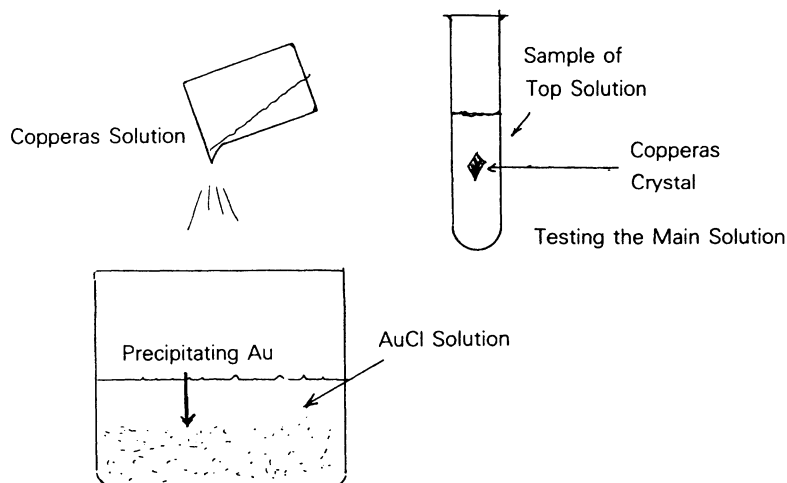 Copperas Solution
Sample of
Top Solution
Copperas
Crystal
Testing the Main Solution
Precipitating Au
AuCl Solution